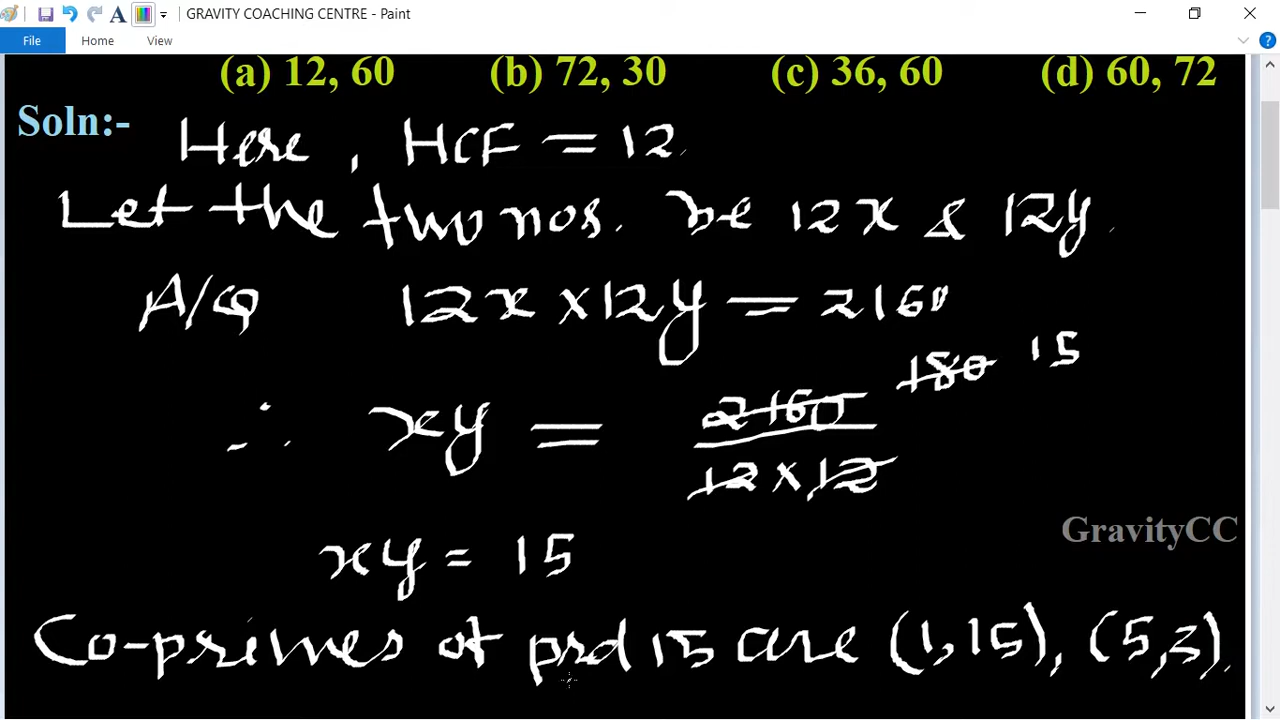 GRAVITY COACHING CENTRE - Paint
File Home View
(a) 12, 60 (b) 72, 30 (c) 36, 60 (d) 60, 72
Soln:- Here, HCF = 12.
Let the two nos. be 12x & 12y.
A/Q 12x × 12y = 2160
∴ xy = 2160 180 15
12 × 12
GravityCC
xy = 15
Co-primes of prd 15 are (1,15), (5,3).